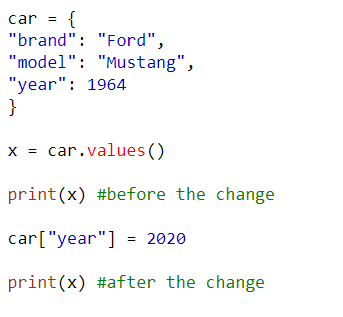 car = {
"brand": "Ford",
"model": "Mustang",
"year": 1964
}
x = car.values()
print(x) #before the change
car["year"] = 2020
print(x) #after the change